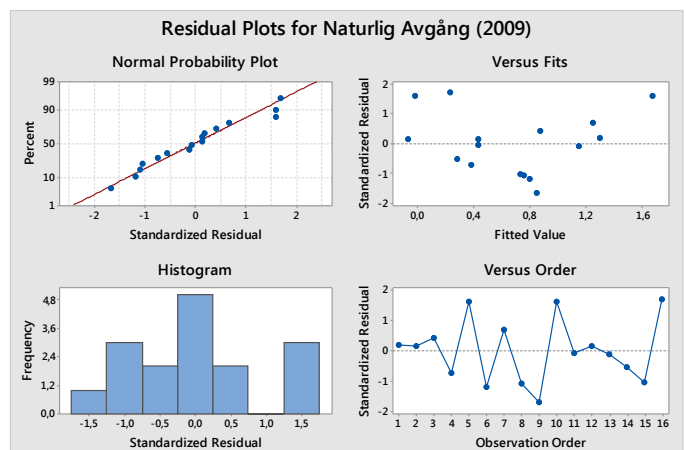 Residual Plots for Naturlig Avgång (2009)
Normal Probability Plot
99
90
50
10
1
Percent
-2 -1 0 1 2
Standardized Residual
Versus Fits
2
1
0
-1
-2
Standardized Residual
0,0 0,4 0,8 1,2 1,6
Fitted Value
Histogram
4,8
3,6
2,4
1,2
0,0
Frequency
-1,5 -1,0 -0,5 0,0 0,5 1,0 1,5
Standardized Residual
Versus Order
2
1
0
-1
-2
Standardized Residual
1 2 3 4 5 6 7 8 9 10 11 12 13 14 15 16
Observation Order